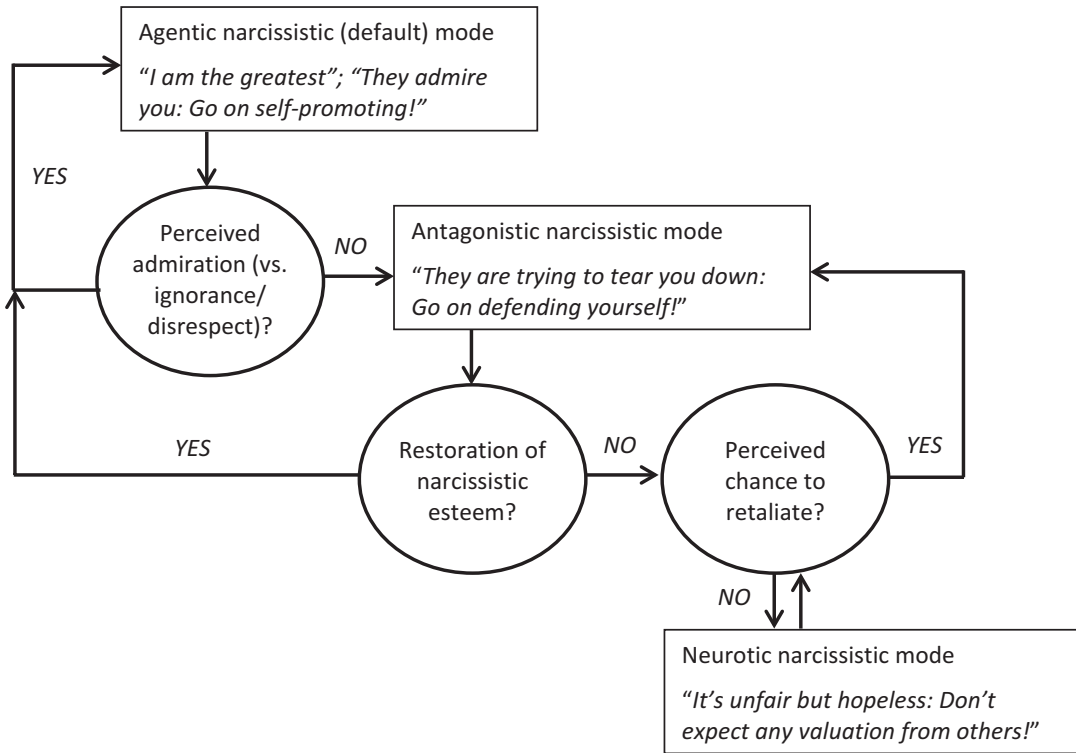 Agentic narcissistic (default) mode
“I am the greatest”; “They admire
you: Go on self-promoting!”
YES
Perceived
admiration (vs.
ignorance/
disrespect)?
NO
Antagonistic narcissistic mode
“They are trying to tear you down:
Go on defending yourself!”
YES
Restoration of
narcissistic
esteem?
NO
Perceived
chance to
retaliate?
YES
NO
Neurotic narcissistic mode
“It’s unfair but hopeless: Don’t
expect any valuation from others!”